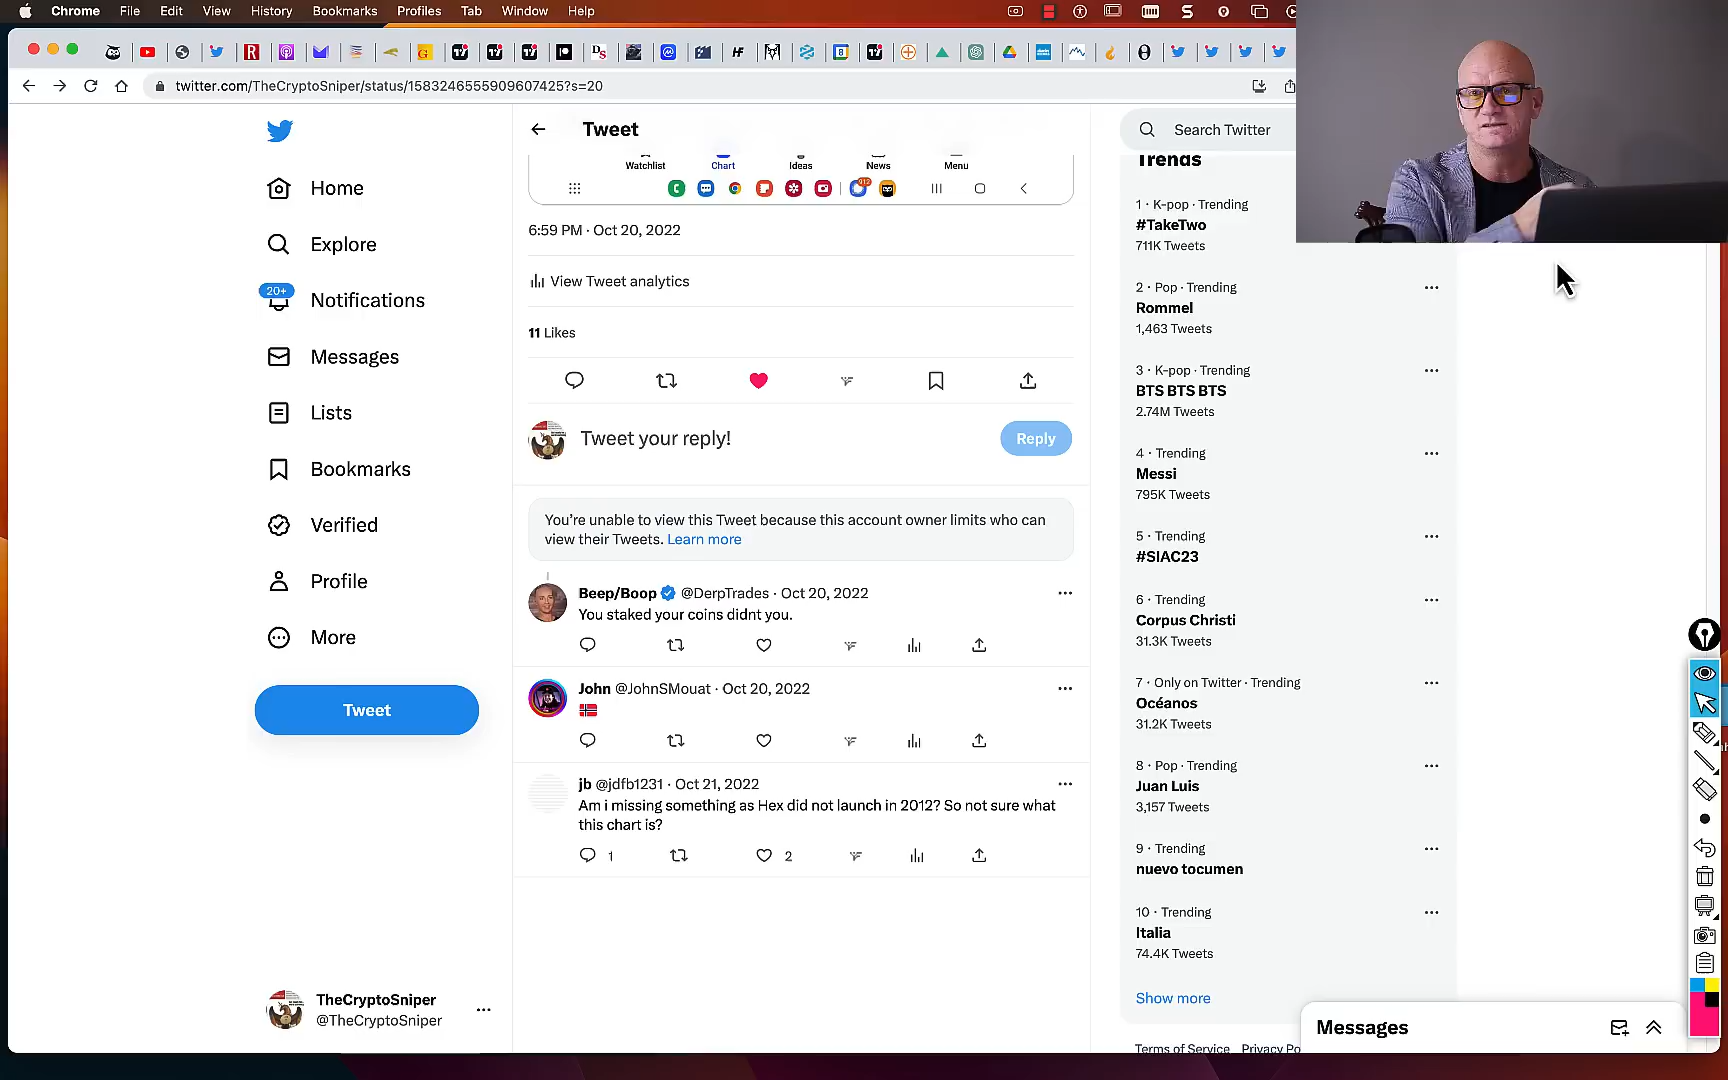 Chrome File Edit View History Bookmarks Profiles Tab Window Help
twitter.com/TheCryptoSniper/status/1583246555909607425?s=20
Home
Explore
20+
Notifications
Messages
Lists
Bookmarks
Verified
Profile
More
Tweet
TheCryptoSniper
@TheCryptoSniper
Tweet
Watchlist Chart Ideas News Menu
6:59 PM · Oct 20, 2022
View Tweet analytics
11 Likes
Tweet your reply!
Reply
You're unable to view this Tweet because this account owner limits who can
view their Tweets. Learn more
Beep/Boop @DerpTrades · Oct 20, 2022
You staked your coins didnt you.
John @JohnSMouat · Oct 20, 2022
jb @jdfb1231 · Oct 21, 2022
Am i missing something as Hex did not launch in 2012? So not sure what
this chart is?
1 2
Search Twitter
Trends
1 · K-pop · Trending
#TakeTwo
711K Tweets
2 · Pop · Trending
Rommel
1,463 Tweets
3 · K-pop · Trending
BTS BTS BTS
2.74M Tweets
4 · Trending
Messi
795K Tweets
5 · Trending
#SIAC23
6 · Trending
Corpus Christi
31.3K Tweets
7 · Only on Twitter · Trending
Océanos
31.2K Tweets
8 · Pop · Trending
Juan Luis
3,157 Tweets
9 · Trending
nuevo tocumen
10 · Trending
Italia
74.4K Tweets
Show more
Terms of Service Privacy Po
Messages